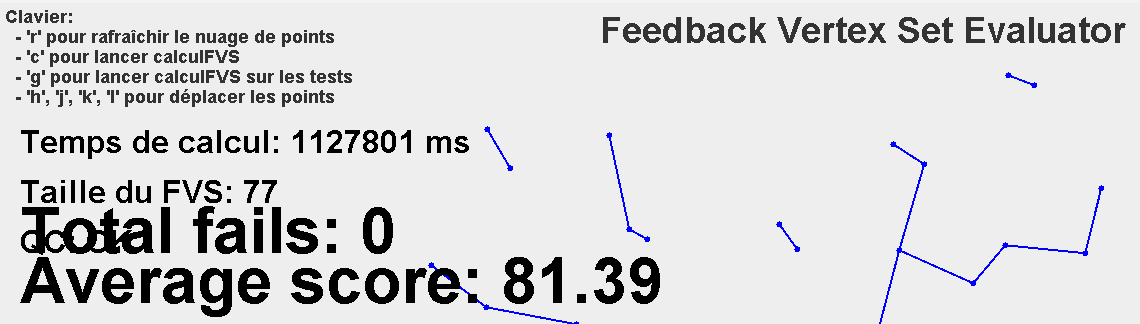 Clavier:
- 'r' pour rafraîchir le nuage de points
- 'c' pour lancer calculFVS
- 'g' pour lancer calculFVS sur les tests
- 'h', 'j', 'k', 'l' pour déplacer les points
Feedback Vertex Set Evaluator
Temps de calcul: 1127801 ms
Taille du FVS: 77
Total fails: 0
Average score: 81.39